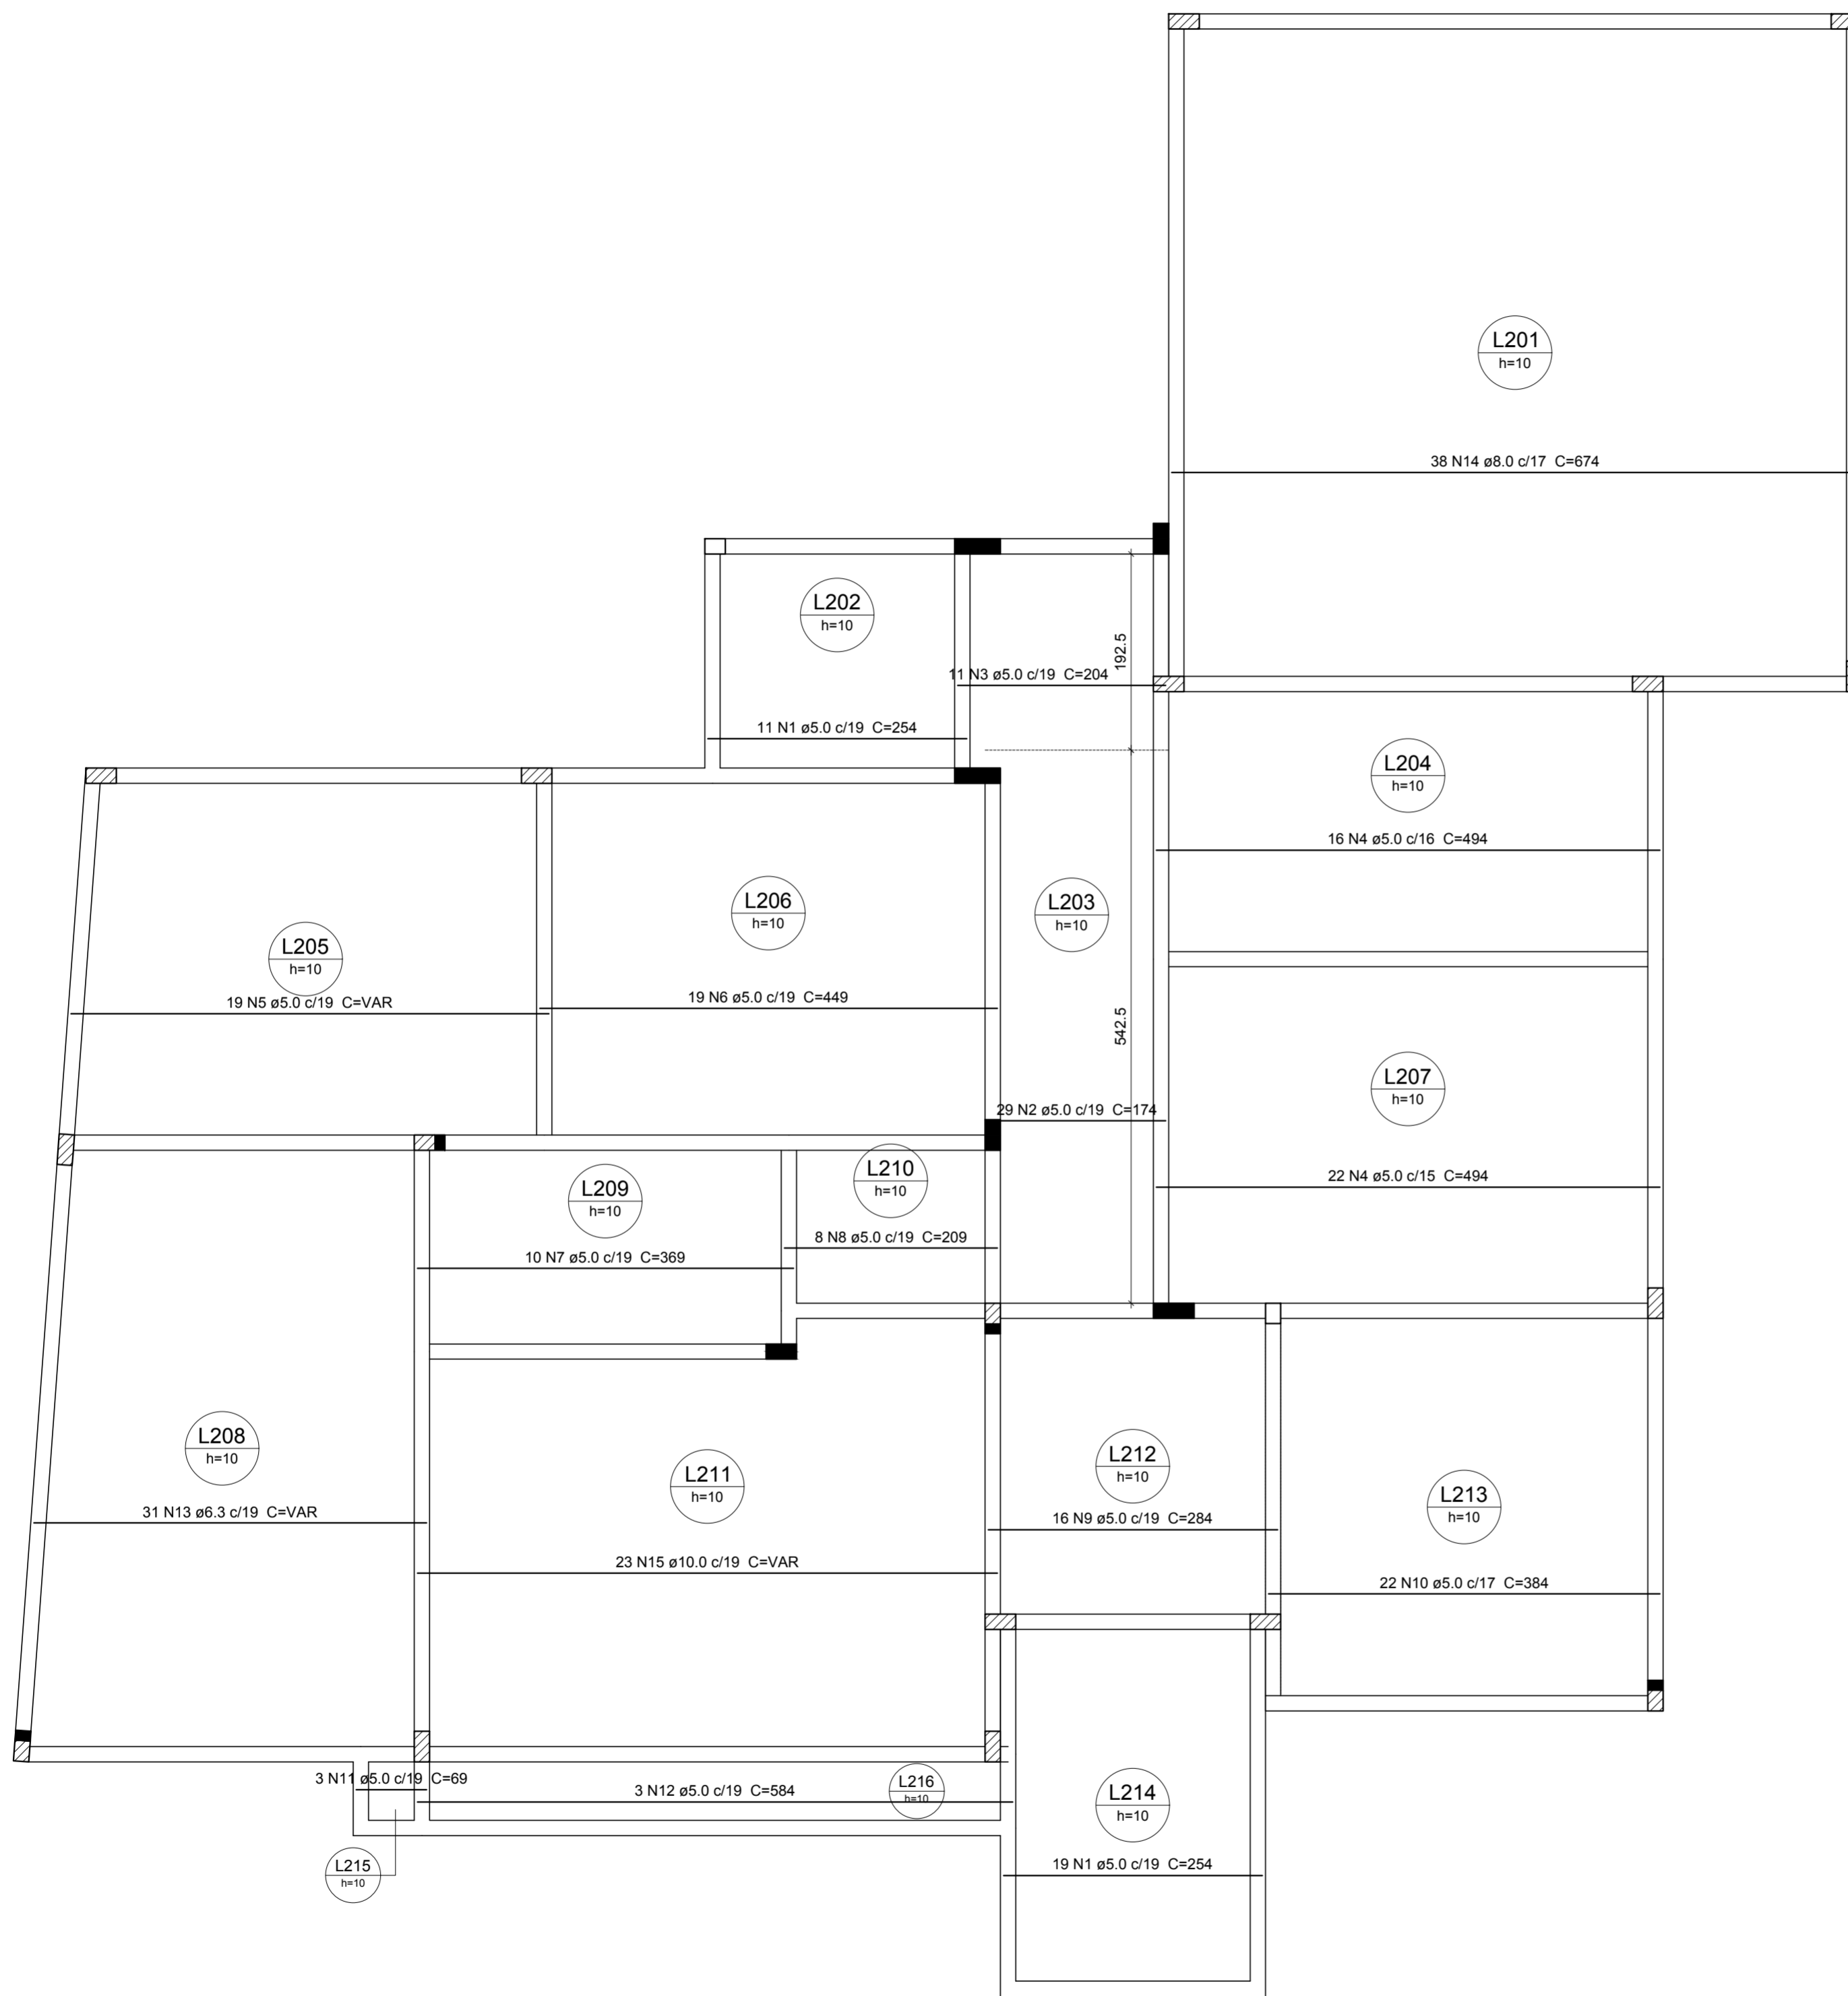 L201
h=10
38 N14 ø8.0 c/17 C=674
L202
h=10
192.5
11 N3 ø5.0 c/19 C=204
11 N1 ø5.0 c/19 C=254
L204
h=10
16 N4 ø5.0 c/16 C=494
L206
h=10
L203
h=10
L205
h=10
19 N5 ø5.0 c/19 C=VAR
19 N6 ø5.0 c/19 C=449
542.5
L207
h=10
29 N2 ø5.0 c/19 C=174
22 N4 ø5.0 c/15 C=494
L210
h=10
L209
h=10
8 N8 ø5.0 c/19 C=209
10 N7 ø5.0 c/19 C=369
L208
h=10
L211
h=10
L212
h=10
L213
h=10
31 N13 ø6.3 c/19 C=VAR
16 N9 ø5.0 c/19 C=284
23 N15 ø10.0 c/19 C=VAR
22 N10 ø5.0 c/17 C=384
3 N11 ø5.0 c/19 C=69
3 N12 ø5.0 c/19 C=584
L216
h=10
L214
h=10
L215
h=10
19 N1 ø5.0 c/19 C=254